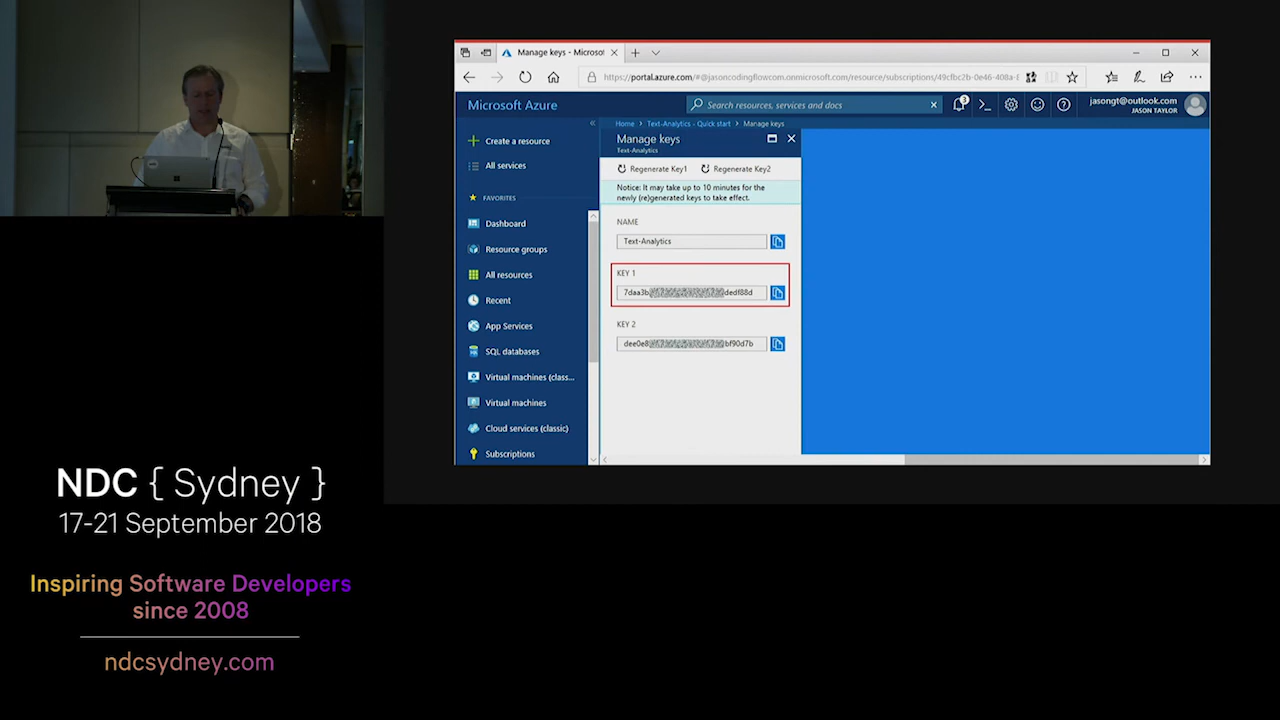 Manage keys - Microsof
https://portal.azure.com/#@jasoncodingflowcom.onmicrosoft.com/resource/subscriptions/49cfbc2b-0e46-408a-
Microsoft Azure
Search resources, services and docs
3
jasongt@outlook.com
JASON TAYLOR
Home > Text-Analytics - Quick start > Manage keys
Create a resource
All services
FAVORITES
Dashboard
Resource groups
All resources
Recent
App Services
SQL databases
Virtual machines (class...
Virtual machines
Cloud services (classic)
Subscriptions
Manage keys
Text-Analytics
Regenerate Key1 Regenerate Key2
Notice: It may take up to 10 minutes for the
newly (re)generated keys to take effect.
NAME
Text-Analytics
KEY 1
7daa3b dedf88d
KEY 2
dee0e8 bf90d7b
NDC { Sydney }
17-21 September 2018
Inspiring Software Developers
since 2008
ndcsydney.com